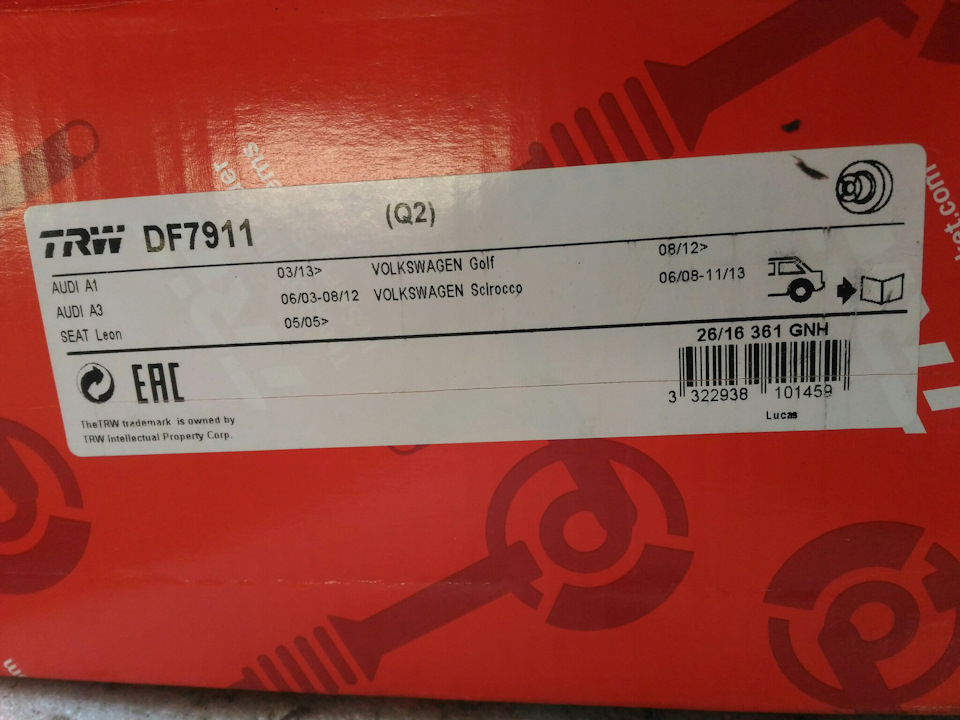 TRW DF7911 (Q2)
AUDI A1 03/13> VOLKSWAGEN Golf 08/12>
AUDI A3 06/03-08/12 VOLKSWAGEN Scirocco 06/08-11/13
SEAT Leon 05/05>
26/16 361 GNH
EAC
3 322938 101459
Lucas
TheTRW trademark is owned by
TRW Intellectual Property Corp.